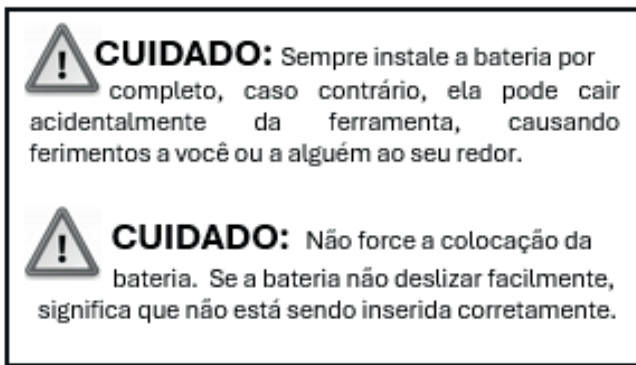 CUIDADO: Sempre instale a bateria por
completo, caso contrário, ela pode cair
acidentalmente da ferramenta, causando
ferimentos a você ou a alguém ao seu redor.
CUIDADO: Não force a colocação da
bateria. Se a bateria não deslizar facilmente,
significa que não está sendo inserida corretamente.